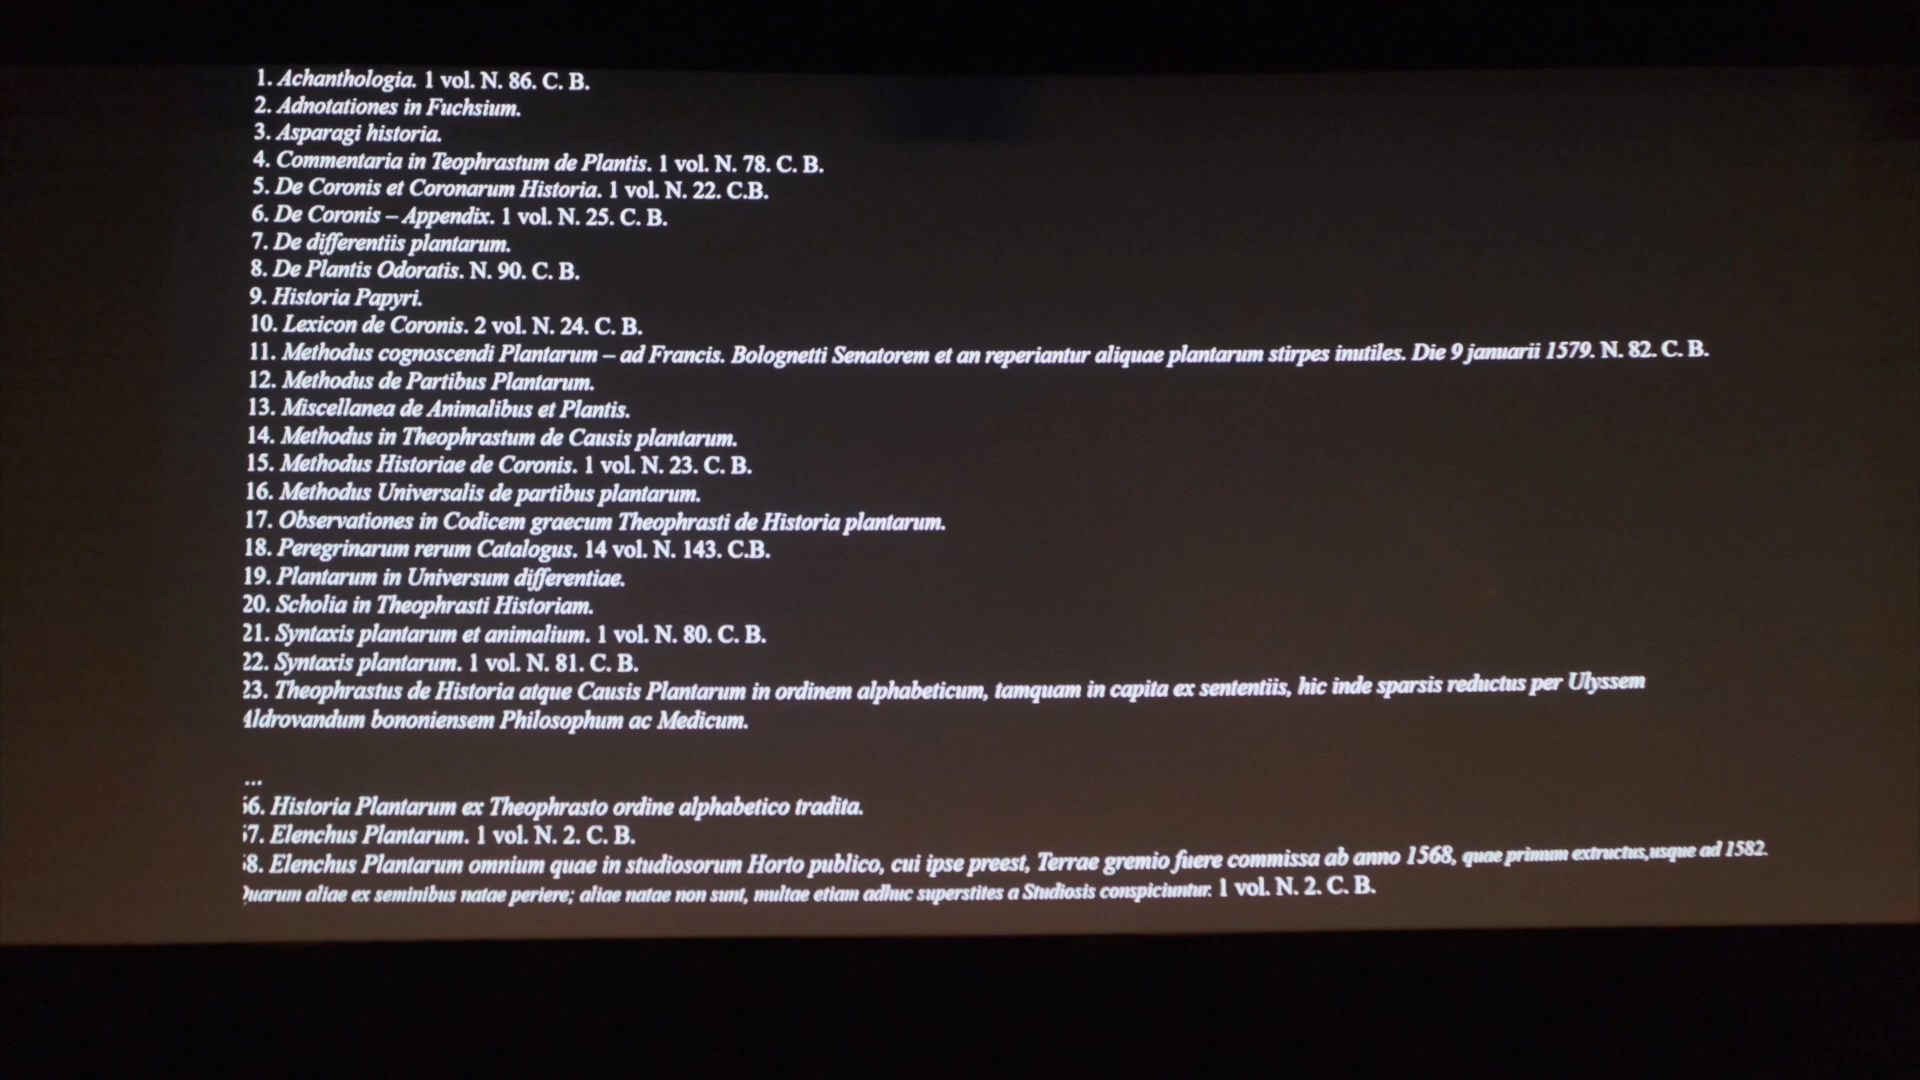 1. Achanthologia. 1 vol. N. 86. C. B.
2. Adnotationes in Fuchsium.
3. Asparagi historia.
4. Commentaria in Teophrastum de Plantis. 1 vol. N. 78. C. B.
5. De Coronis et Coronarum Historia. 1 vol. N. 22. C.B.
6. De Coronis – Appendix. 1 vol. N. 25. C. B.
7. De differentiis plantarum.
8. De Plantis Odoratis. N. 90. C. B.
9. Historia Papyri.
10. Lexicon de Coronis. 2 vol. N. 24. C. B.
11. Methodus cognoscendi Plantarum – ad Francis. Bolognetti Senatorem et an reperiantur aliquae plantarum stirpes inutiles. Die 9 januarii 1579. N. 82. C. B.
12. Methodus de Partibus Plantarum.
13. Miscellanea de Animalibus et Plantis.
14. Methodus in Theophrastum de Causis plantarum.
15. Methodus Historiae de Coronis. 1 vol. N. 23. C. B.
16. Methodus Universalis de partibus plantarum.
17. Observationes in Codicem graecum Theophrasti de Historia plantarum.
18. Peregrinarum rerum Catalogus. 14 vol. N. 143. C.B.
19. Plantarum in Universum differentiae.
20. Scholia in Theophrasti Historiam.
21. Syntaxis plantarum et animalium. 1 vol. N. 80. C. B.
22. Syntaxis plantarum. 1 vol. N. 81. C. B.
23. Theophrastus de Historia atque Causis Plantarum in ordinem alphabeticum, tamquam in capita ex sententiis, hic inde sparsis reductus per Ulyssem
Aldrovandum bononiensem Philosophum ac Medicum.
...
6. Historia Plantarum ex Theophrasto ordine alphabetico tradita.
7. Elenchus Plantarum. 1 vol. N. 2. C. B.
8. Elenchus Plantarum omnium quae in studiosorum Horto publico, cui ipse preest, Terrae gremio fuere commissa ab anno 1568, quae primum extructus,usque ad 1582.
Quarum aliae ex seminibus natae periere; aliae natae non sunt, multae etiam adhuc superstites a Studiosis conspiciuntur. 1 vol. N. 2. C. B.